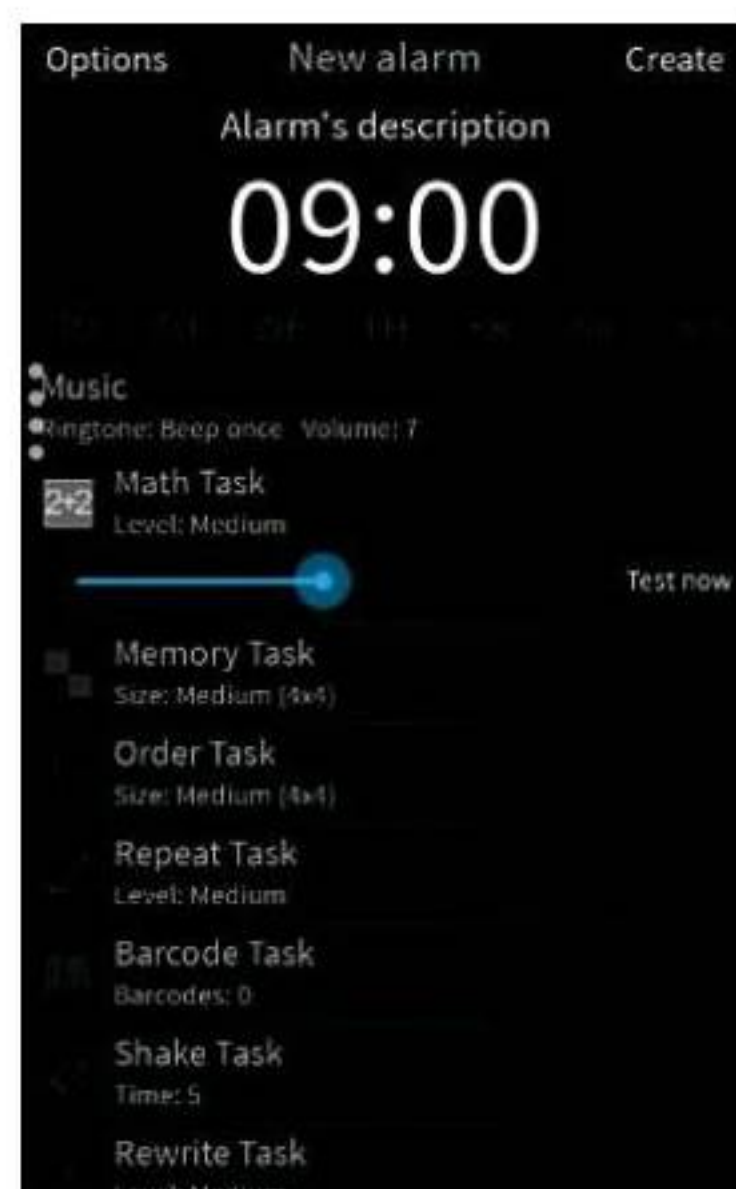 Options New alarm Create
Alarm's description
09:00
Music
Ringtone: Beep once Volume: 7
2+2 Math Task
Level: Medium
Test now
Memory Task
Size: Medium (4x4)
Order Task
Size: Medium (4x4)
Repeat Task
Level: Medium
Barcode Task
Barcodes: 0
Shake Task
Time: 5
Rewrite Task